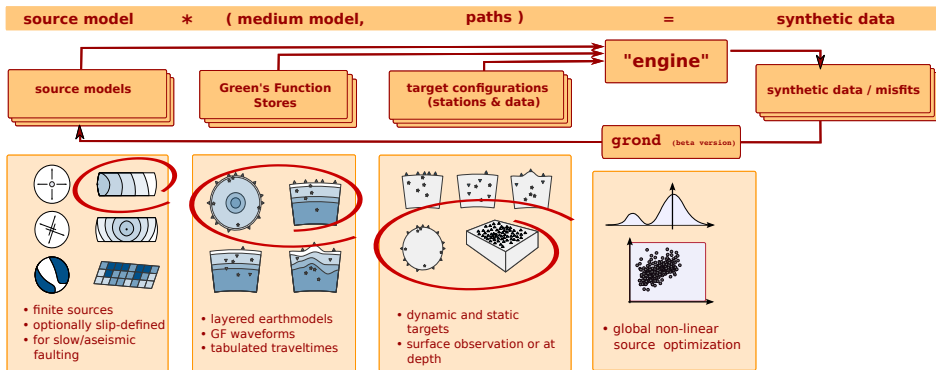 source model * ( medium model, paths ) = synthetic data
"engine"
source models
Green's Function
Stores
target configurations
(stations & data)
synthetic data / misfits
grond (beta version)
• finite sources
• optionally slip-defined
• for slow/aseismic
faulting
• layered earthmodels
• GF waveforms
• tabulated traveltimes
• dynamic and static
targets
• surface observation or at
depth
• global non-linear
source optimization